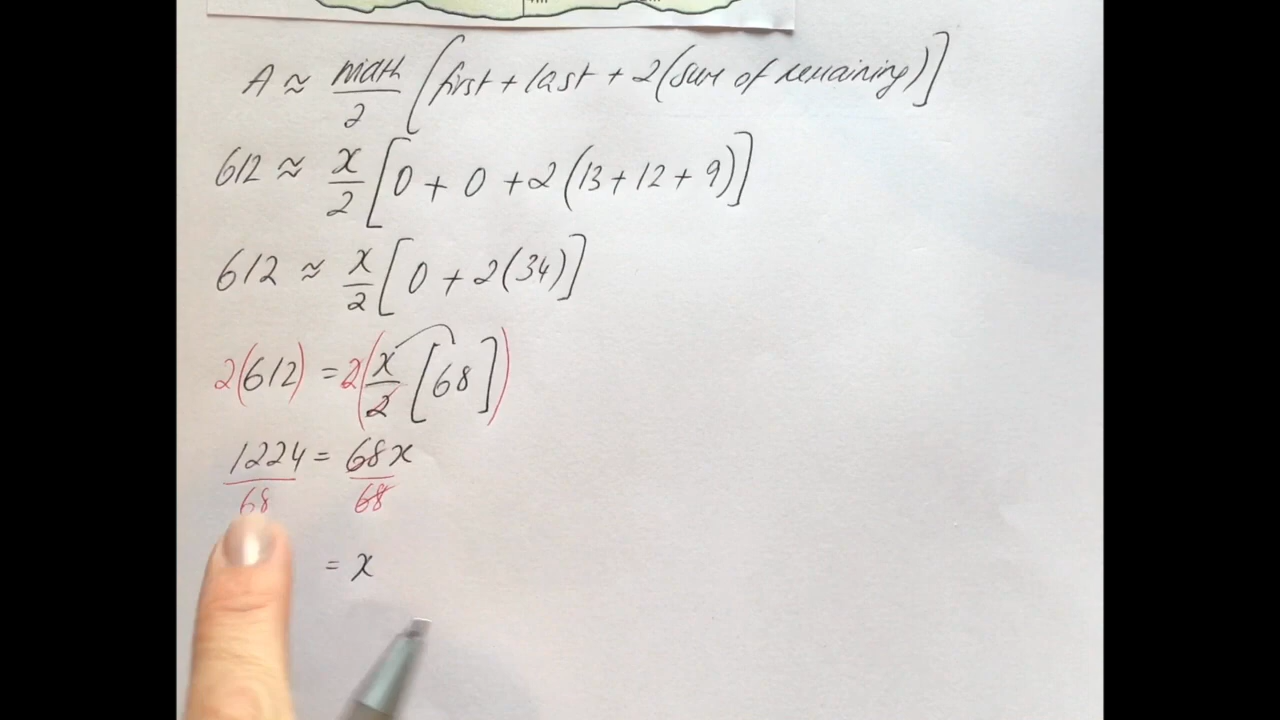 A ≈ width/2 [first + last + 2(sum of remaining)]
612 ≈ x/2 [0 + 0 + 2(13 + 12 + 9)]
612 ≈ x/2 [0 + 2(34)]
2(612) = 2(x/2 [68])
1224/68 = 68x/68
= x